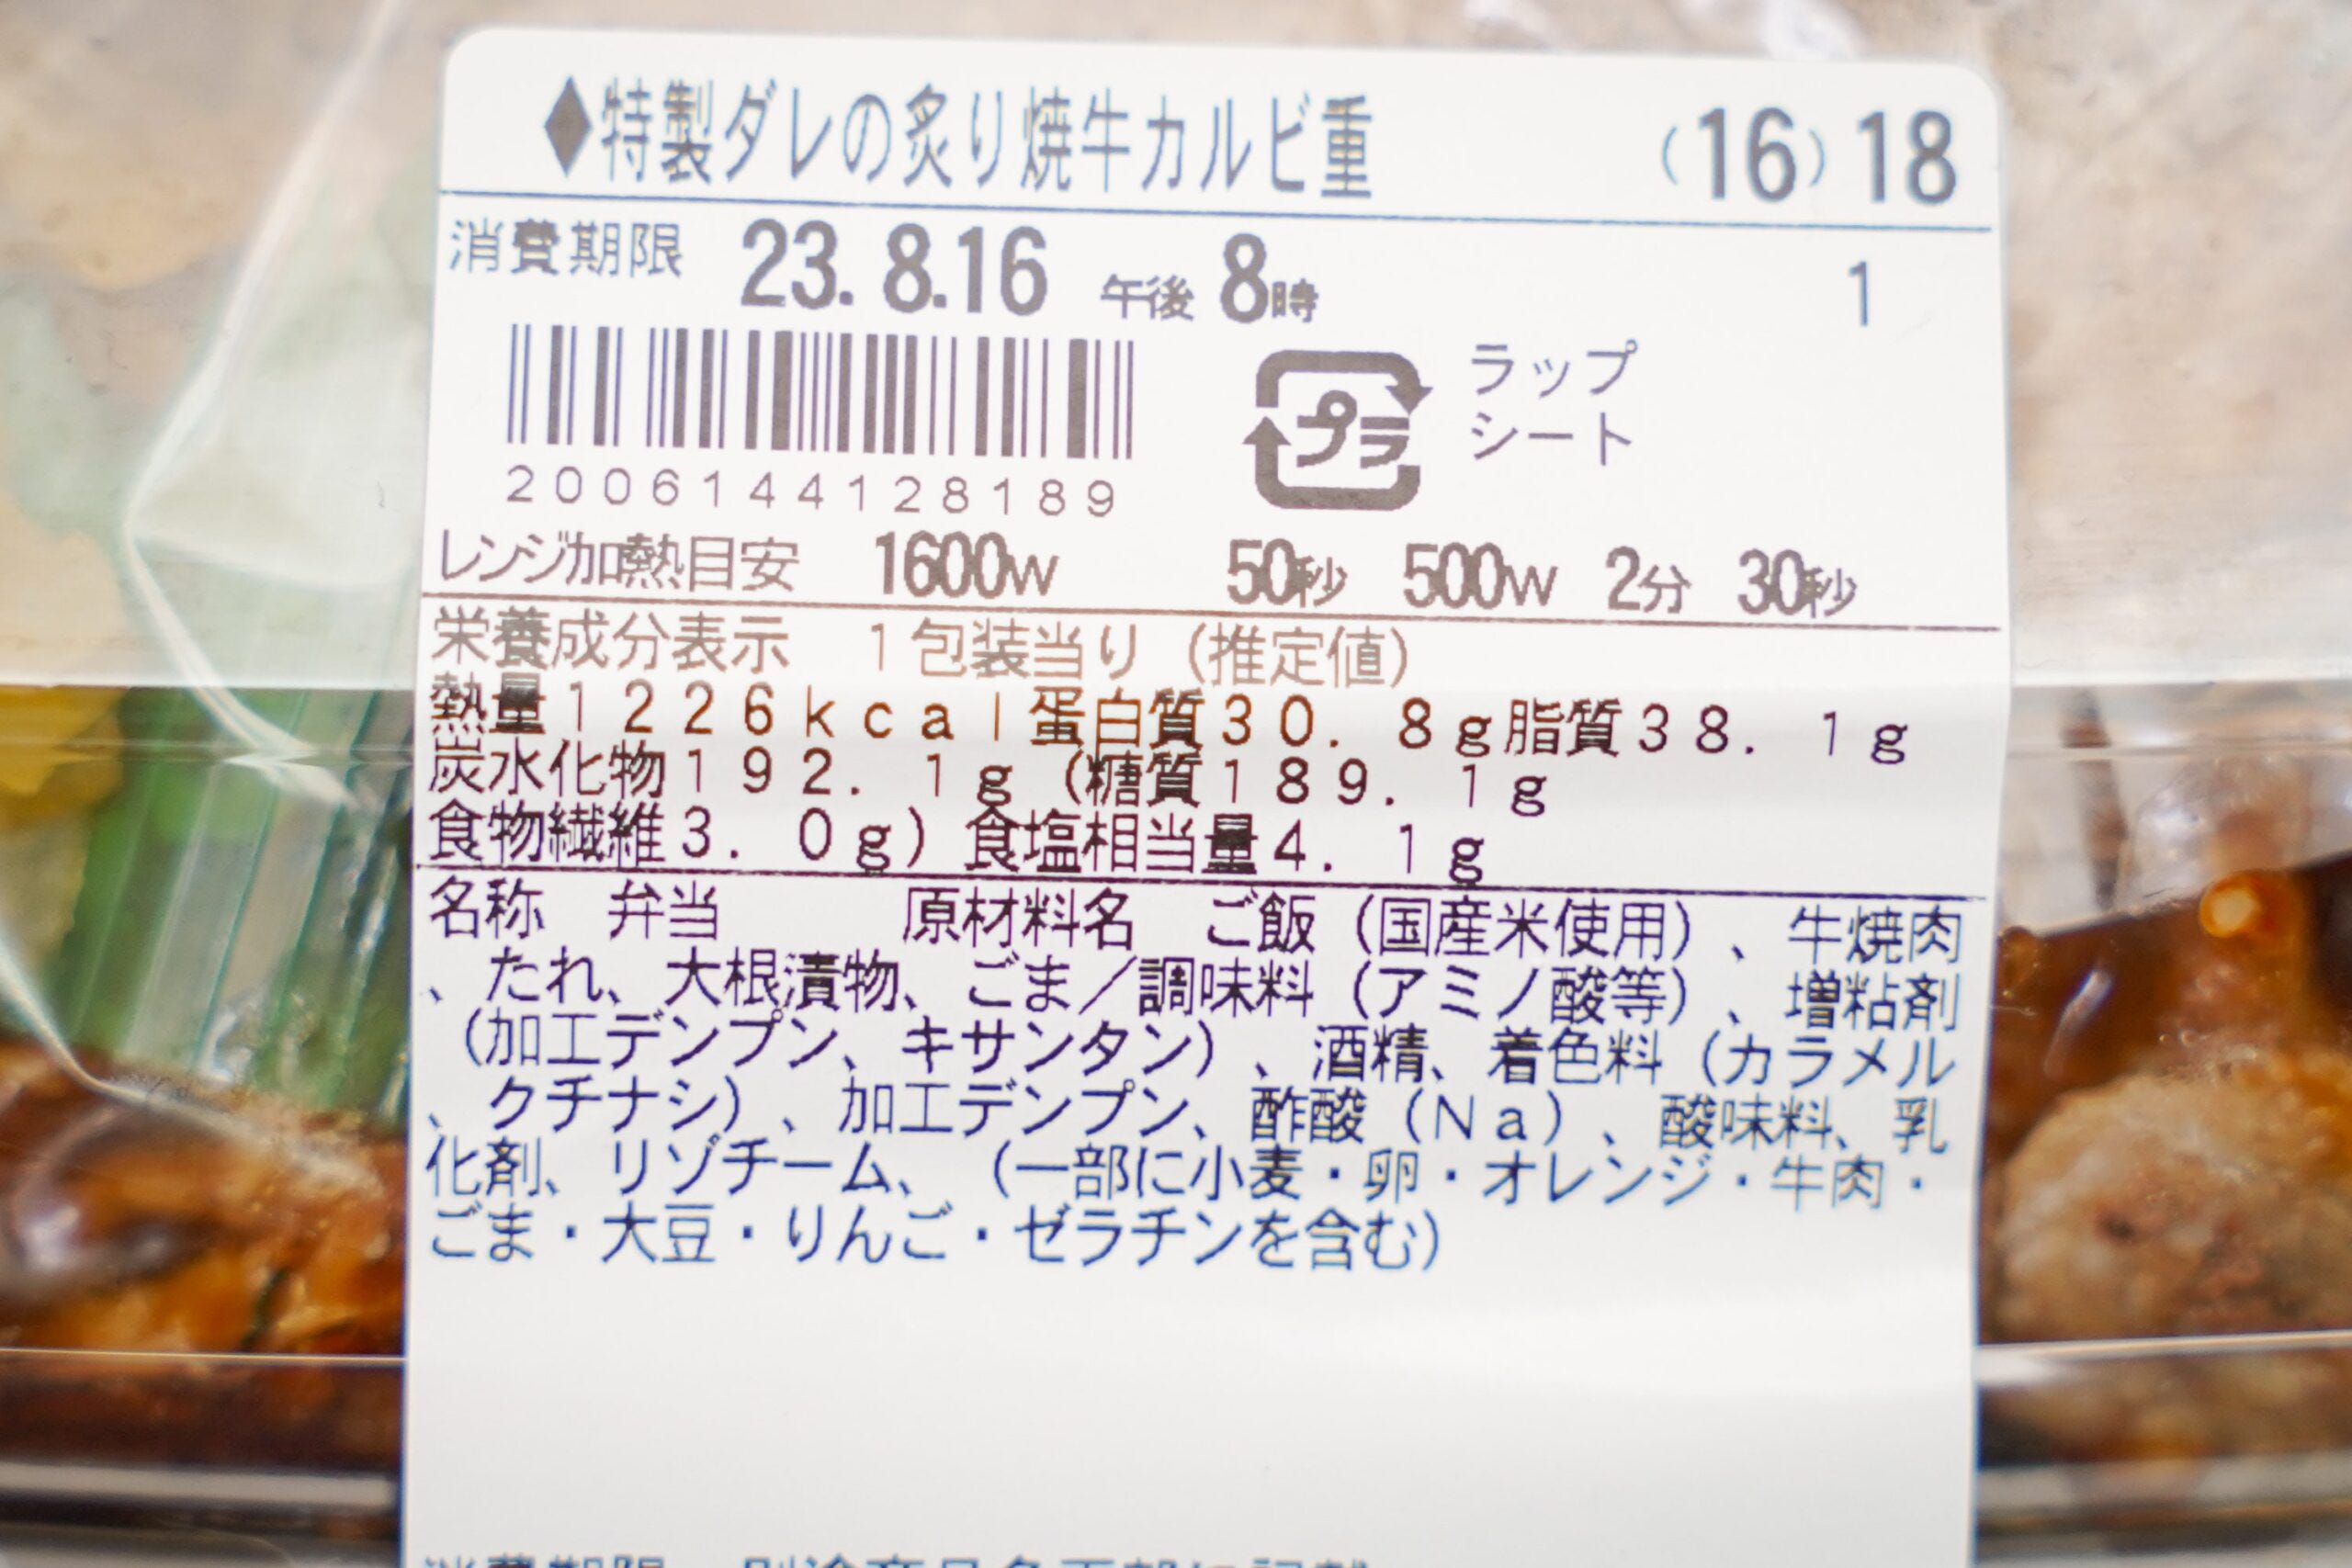 ♦特製ダレの炙り焼牛カルビ重 (16) 18
消費期限 23.8.16 午後 8時 1
プラ ラップ
シート
2006144128189
レンジ加熱目安 1600W 50秒 500W 2分 30秒
栄養成分表示 1包装当り(推定値)
熱量1226kcal蛋白質30.8g脂質38.1g
炭水化物192.1g(糖質189.1g
食物繊維3.0g)食塩相当量4.1g
名称 弁当 原材料名 ご飯(国産米使用)、牛焼肉
、たれ、大根漬物、ごま/調味料(アミノ酸等)、増粘剤
(加工デンプン、キサンタン)、酒精、着色料(カラメル
、クチナシ)、加工デンプン、酢酸(Na)、酸味料、乳
化剤、リゾチーム、(一部に小麦・卵・オレンジ・牛肉・
ごま・大豆・りんご・ゼラチンを含む)